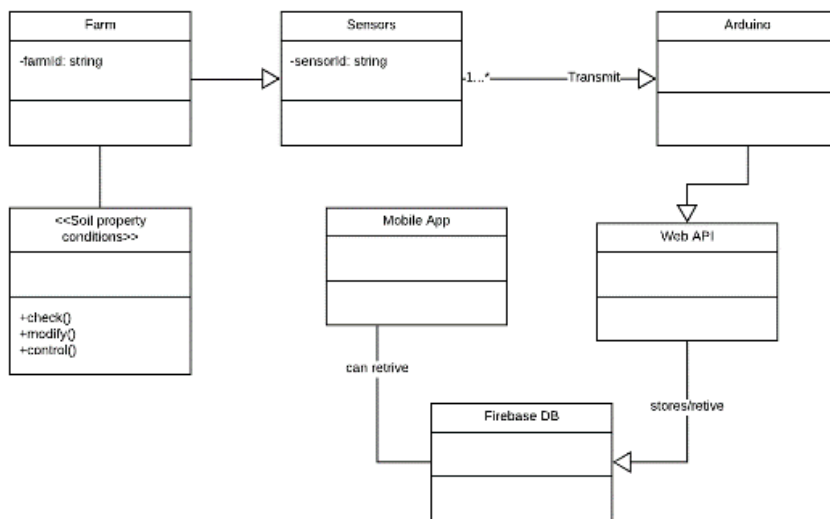 Farm
-farmId: string
Sensors
-sensorId: string
1...*
Transmit
Arduino
<<Soil property
conditions>>
+check()
+modify()
+control()
Mobile App
Web API
can retrive
stores/retive
Firebase DB